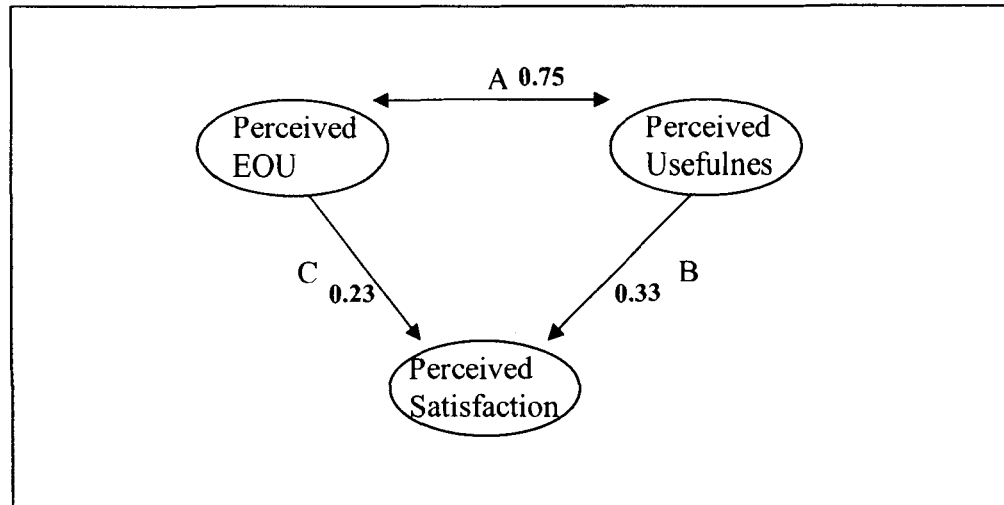 A 0.75
Perceived
EOU
Perceived
Usefulnes
C
0.23
0.33
B
Perceived
Satisfaction